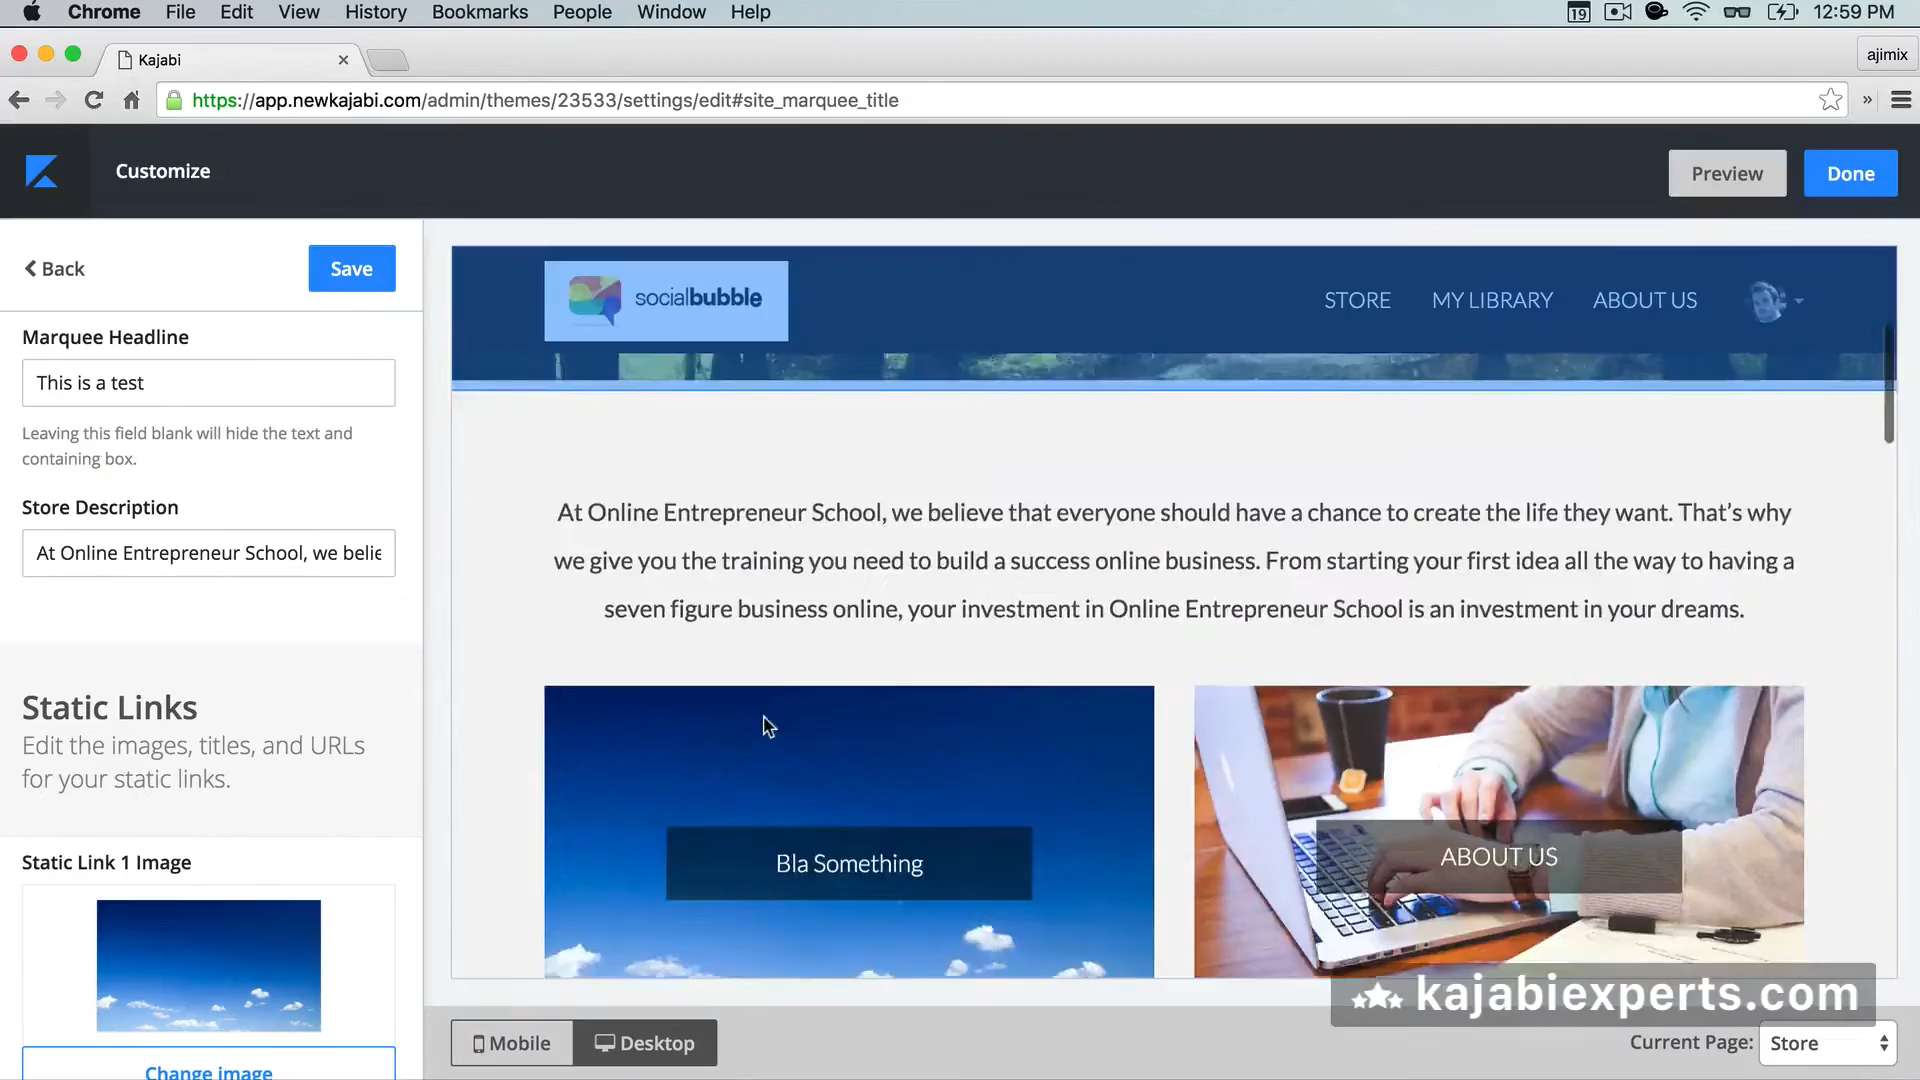 Chrome File Edit View History Bookmarks People Window Help
19 12:59 PM
Kajabi
ajimix
https://app.newkajabi.com/admin/themes/23533/settings/edit#site_marquee_title
Customize
Preview
Done
Back
Save
Marquee Headline
This is a test
Leaving this field blank will hide the text and
containing box.
Store Description
At Online Entrepreneur School, we belie
Static Links
Edit the images, titles, and URLs
for your static links.
Static Link 1 Image
Change image
socialbubble
STORE MY LIBRARY ABOUT US
At Online Entrepreneur School, we believe that everyone should have a chance to create the life they want. That’s why
we give you the training you need to build a success online business. From starting your first idea all the way to having a
seven figure business online, your investment in Online Entrepreneur School is an investment in your dreams.
Bla Something
ABOUT US
kajabiexperts.com
Mobile
Desktop
Current Page: Store